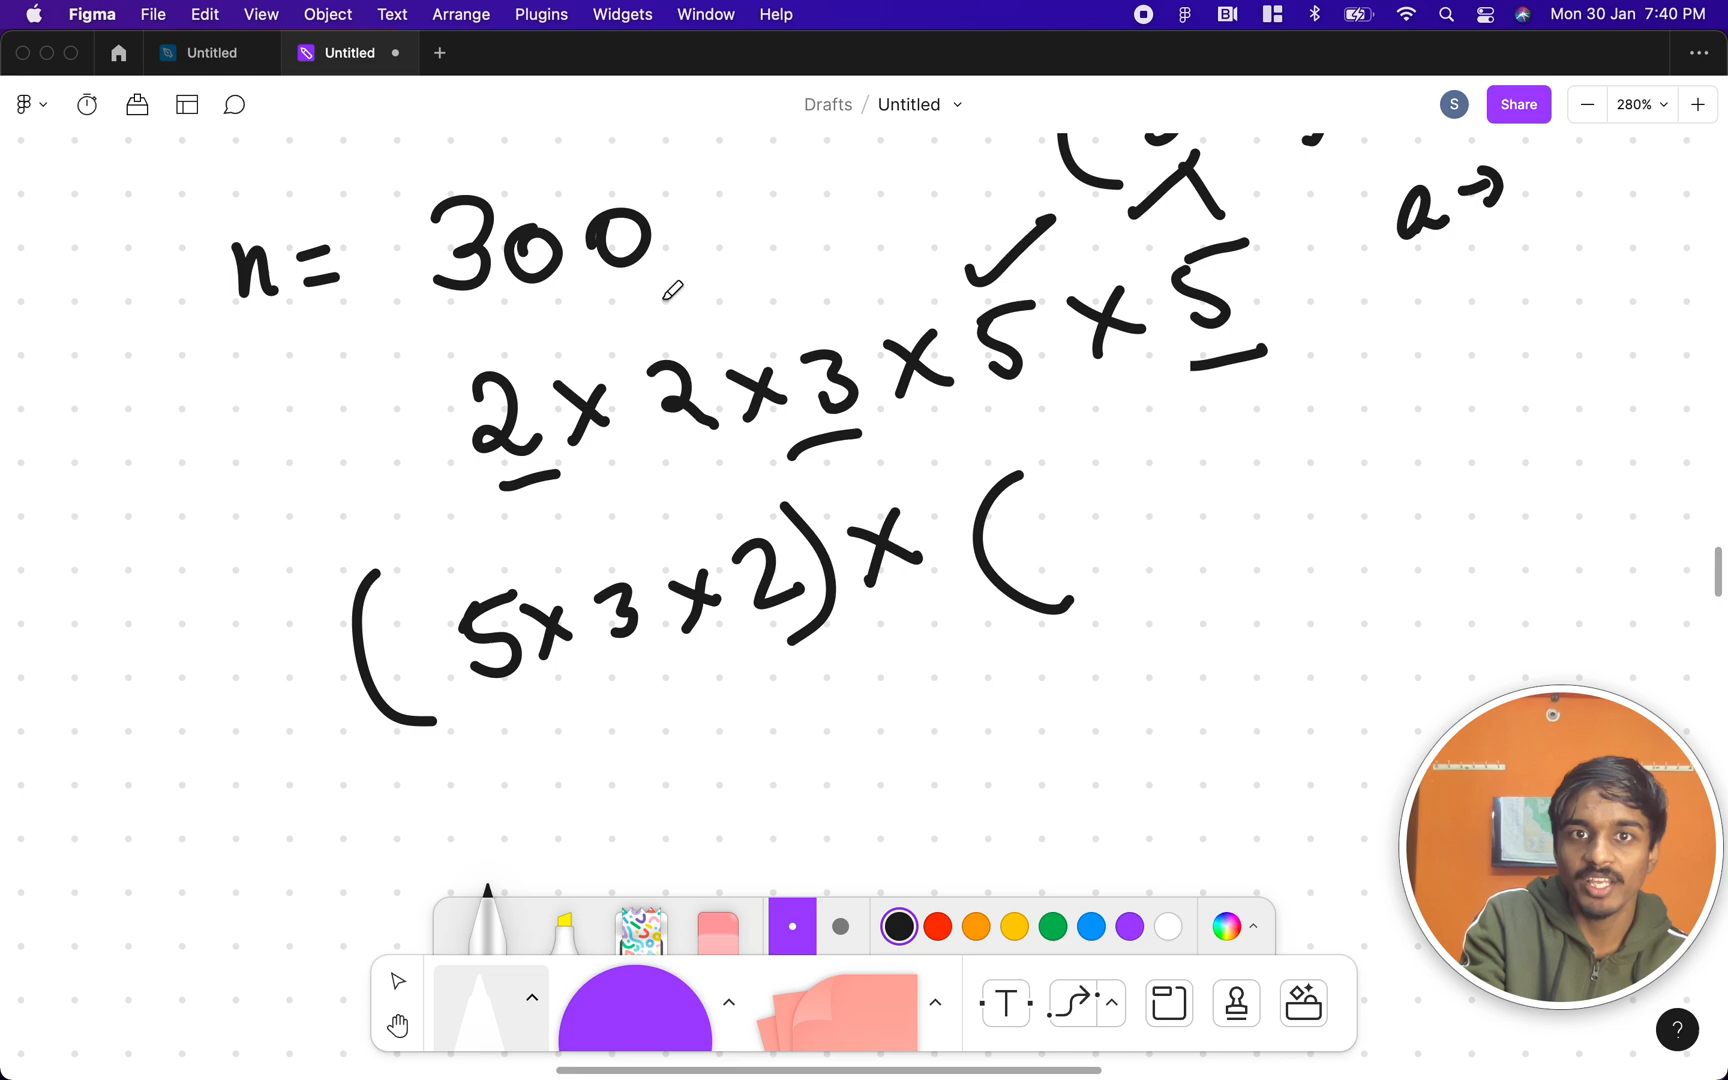 Figma File Edit View Object Text Arrange Plugins Widgets Window Help Mon 30 Jan 7:40 PM
Untitled Untitled
Drafts / Untitled S Share 280%
a →
n = 300
2 × 2 × 3 × 5 × 5
( 5 × 3 × 2 ) × (
T
?